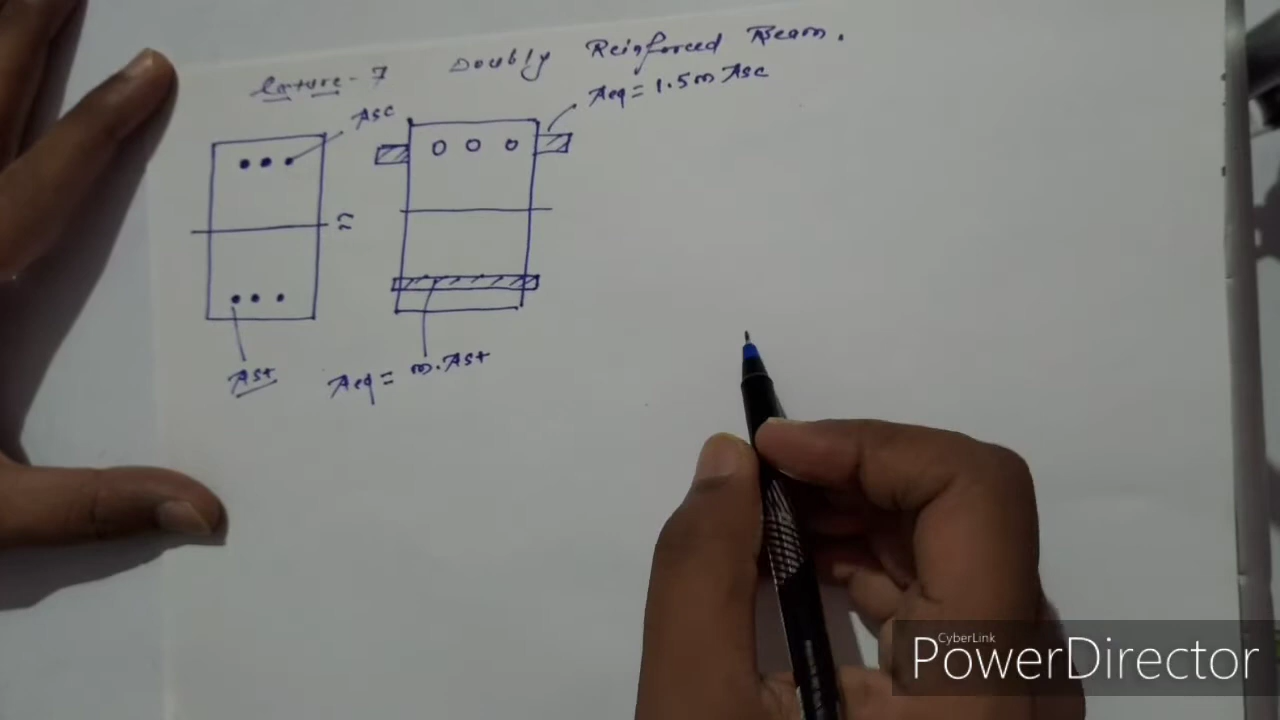 Lecture - 7
Doubly Reinforced Beam.
Asc
Aeq = 1.5m Asc
≈
Ast
Aeq = m.Ast
CyberLink
PowerDirector